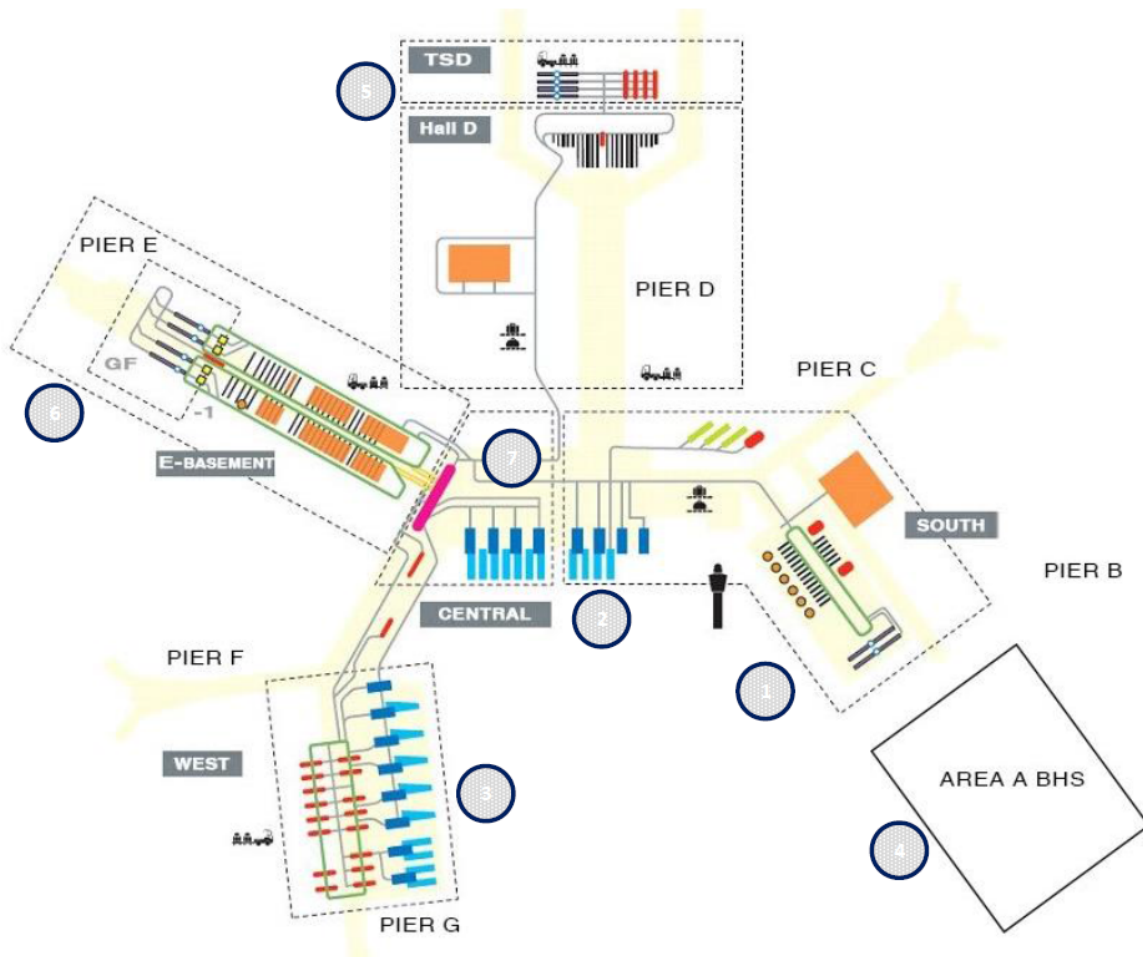 TSD
5
Hall D
PIER E
PIER D
GF
PIER C
6
-1
7
E-BASEMENT
SOUTH
PIER B
CENTRAL
2
PIER F
1
WEST
AREA A BHS
3
4
PIER G